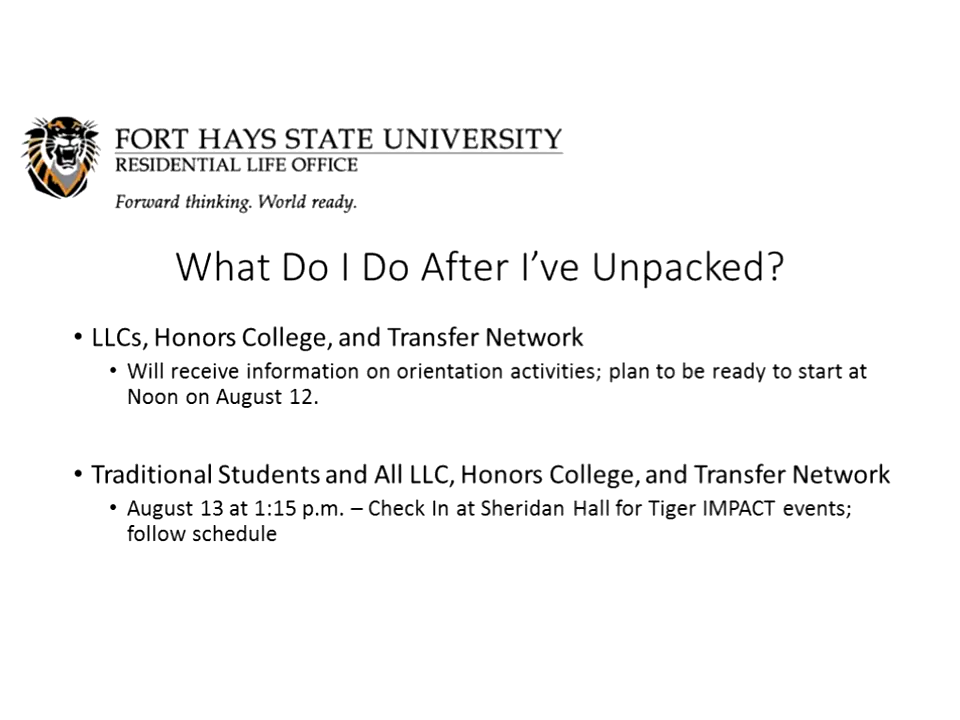 FORT HAYS STATE UNIVERSITY
RESIDENTIAL LIFE OFFICE
Forward thinking. World ready.
What Do I Do After I’ve Unpacked?
• LLCs, Honors College, and Transfer Network
• Will receive information on orientation activities; plan to be ready to start at
Noon on August 12.
• Traditional Students and All LLC, Honors College, and Transfer Network
• August 13 at 1:15 p.m. – Check In at Sheridan Hall for Tiger IMPACT events;
follow schedule